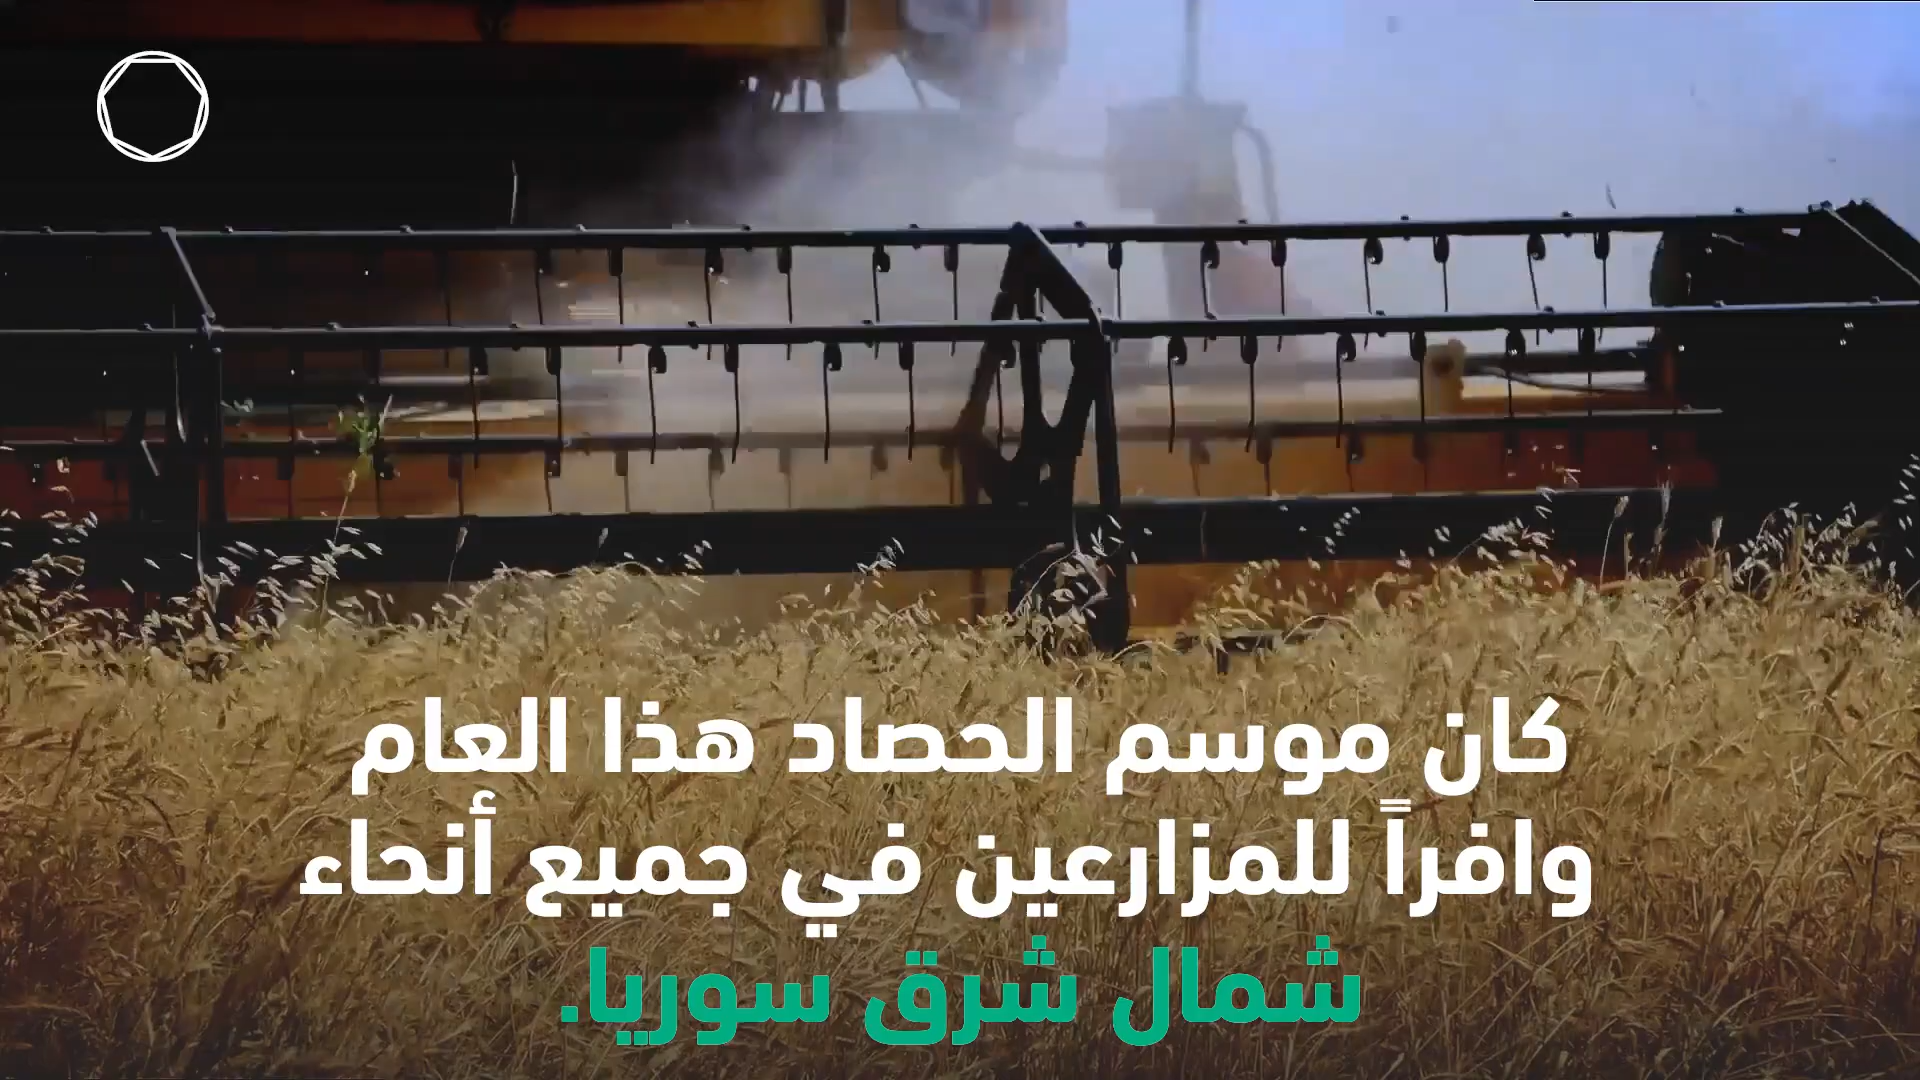 كان موسم الحصاد هذا العام
وافراً للمزارعين في جميع أنحاء
شمال شرق سوريا.